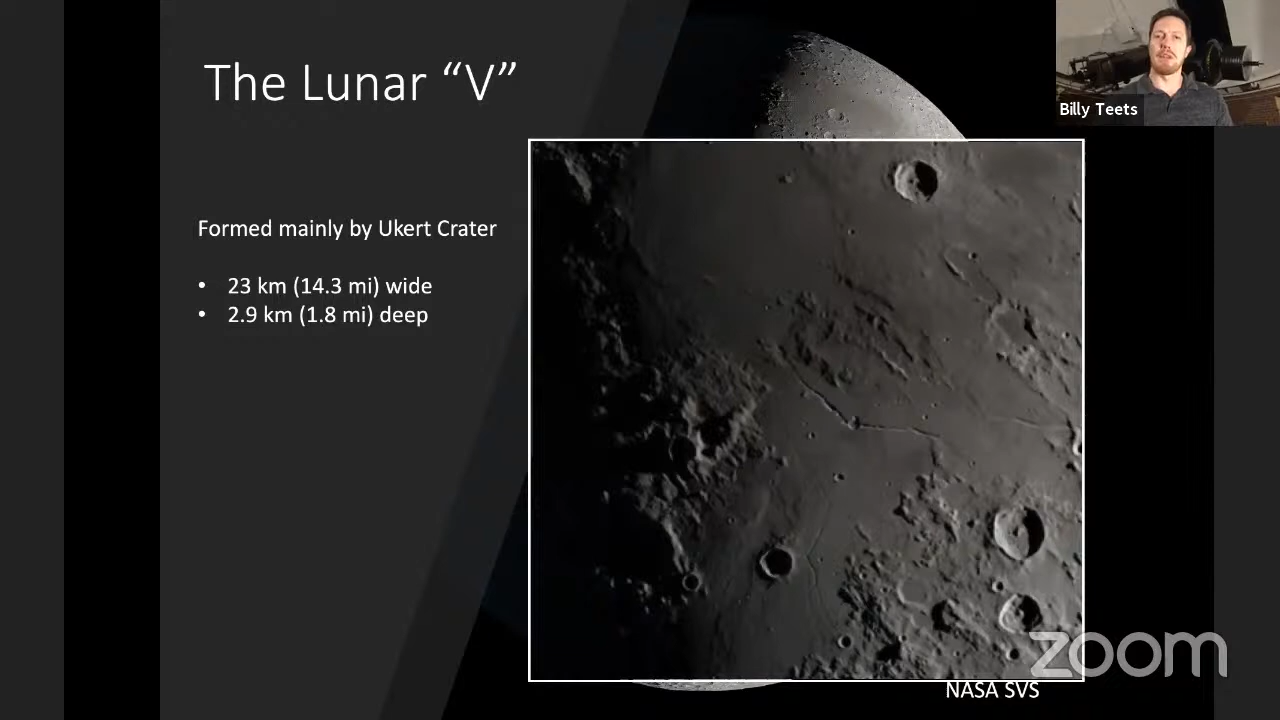 The Lunar “V”
Billy Teets
Formed mainly by Ukert Crater
• 23 km (14.3 mi) wide
• 2.9 km (1.8 mi) deep
zoom
NASA SVS